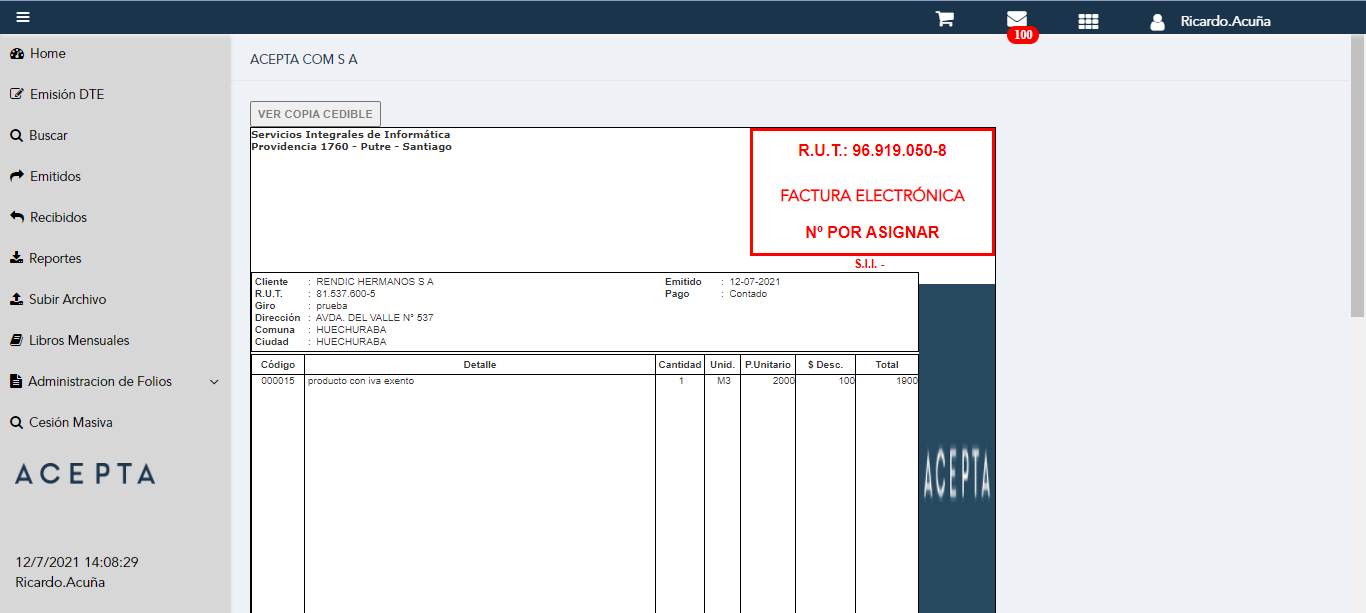 100
Ricardo.Acuña
Home
Emisión DTE
Buscar
Emitidos
Recibidos
Reportes
Subir Archivo
Libros Mensuales
Administracion de Folios
Cesión Masiva
ACEPTA
12/7/2021 14:08:29
Ricardo.Acuña
ACEPTA COM S A
VER COPIA CEDIBLE
Servicios Integrales de Informática
Providencia 1760 - Putre - Santiago
R.U.T.: 96.919.050-8
FACTURA ELECTRÓNICA
Nº POR ASIGNAR
S.I.I. -
Cliente : RENDIC HERMANOS S A Emitido : 12-07-2021
R.U.T. : 81.537.600-5 Pago : Contado
Giro : prueba
Dirección : AVDA. DEL VALLE N° 537
Comuna : HUECHURABA
Ciudad : HUECHURABA
Código Detalle Cantidad Unid. P.Unitario $ Desc. Total
000015 producto con iva exento 1 M3 2000 100 1900
ACEPTA